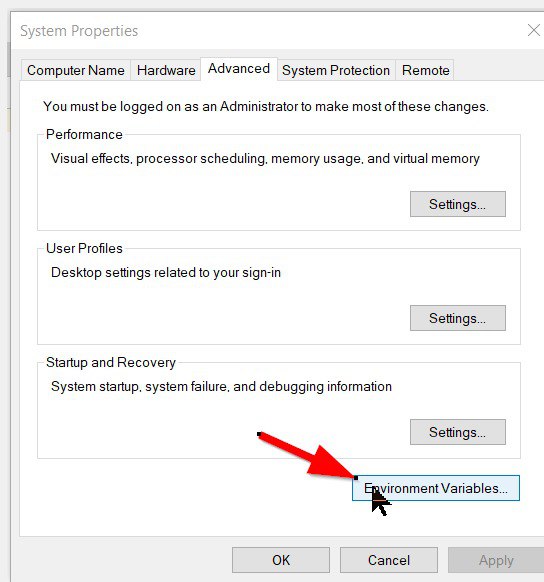 System Properties
Computer Name Hardware Advanced System Protection Remote
You must be logged on as an Administrator to make most of these changes.
Performance
Visual effects, processor scheduling, memory usage, and virtual memory
Settings...
User Profiles
Desktop settings related to your sign-in
Settings...
Startup and Recovery
System startup, system failure, and debugging information
Settings...
Environment Variables...
OK Cancel Apply